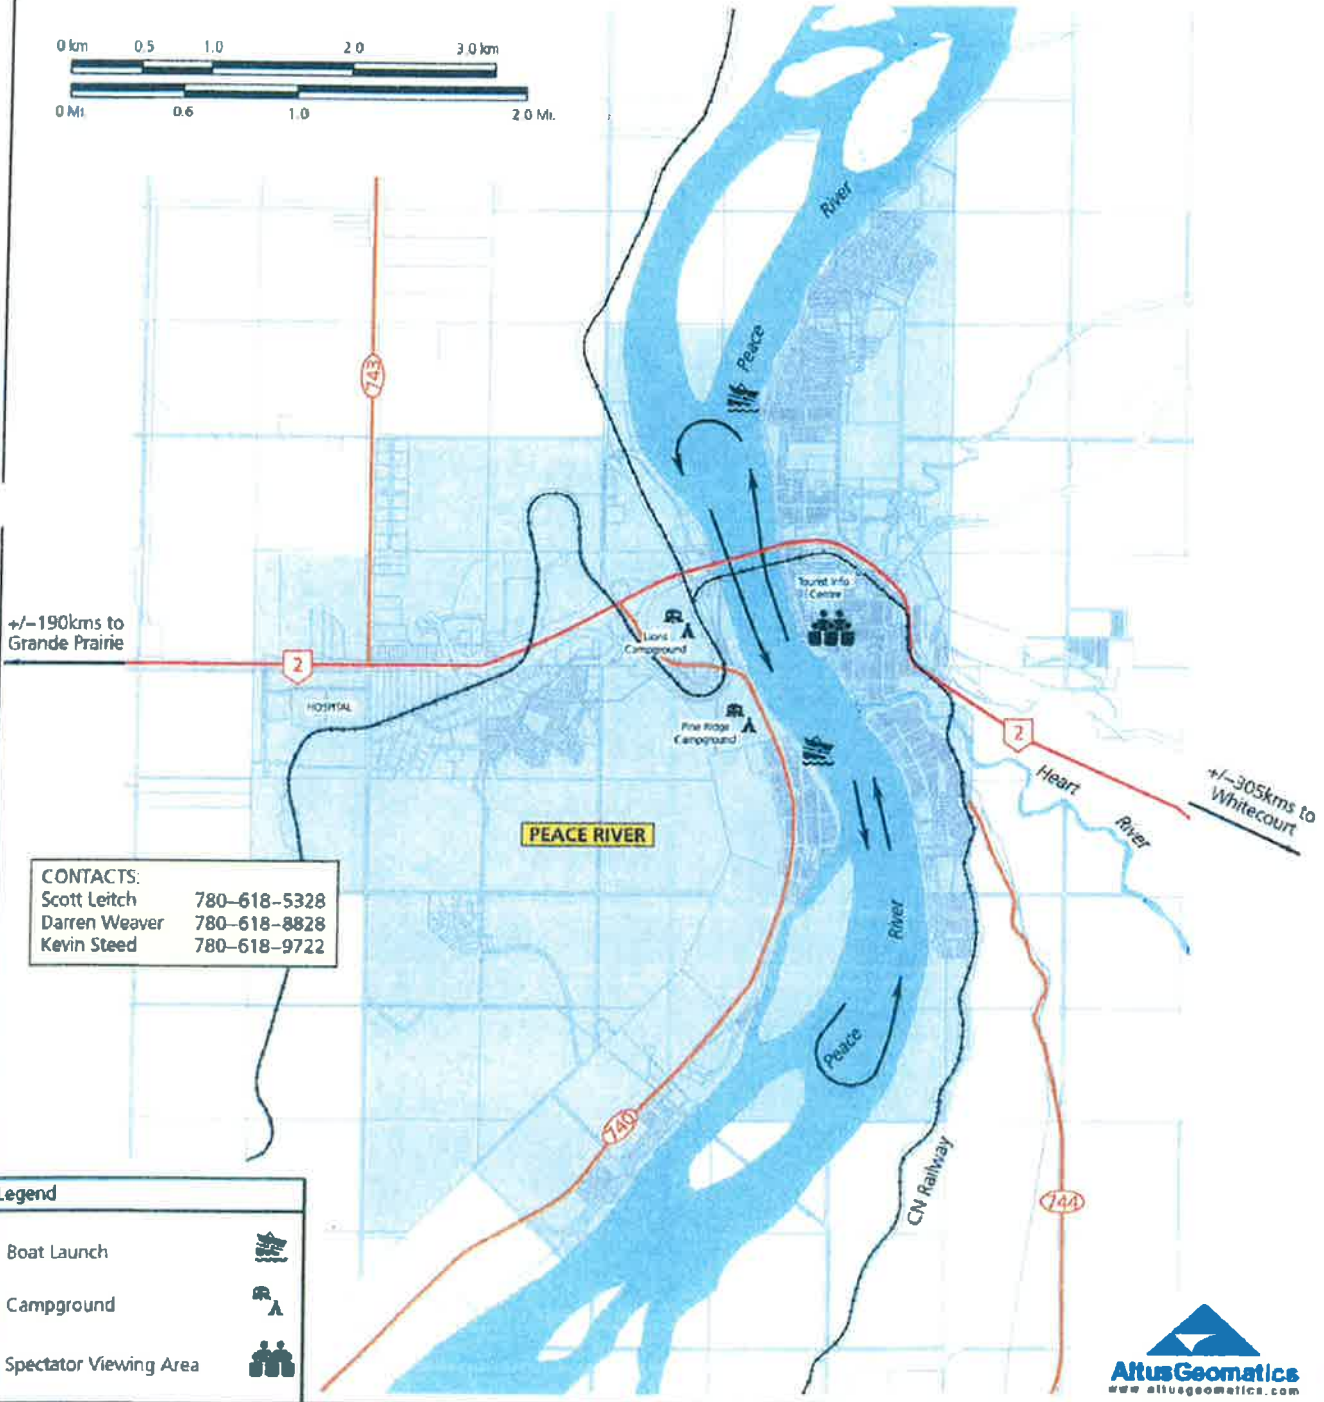 0 km 0.5 1.0 2 0 3.0 km
0 Mi. 0.6 1.0 2 0 Mi.
River
743
Peace
+/-190kms to
Grande Prairie
2
HOSPITAL
Lions
Campground
Tourist Info
Centre
Pine Ridge
Campground
2
Heart
River
+/-305kms to
Whitecourt
PEACE RIVER
CONTACTS:
Scott Leitch 780-618-5328
Darren Weaver 780-618-8828
Kevin Steed 780-618-9722
River
Peace
740
CN Railway
744
Legend
Boat Launch
Campground
Spectator Viewing Area
AltusGeomatics
www.altusgeomatics.com